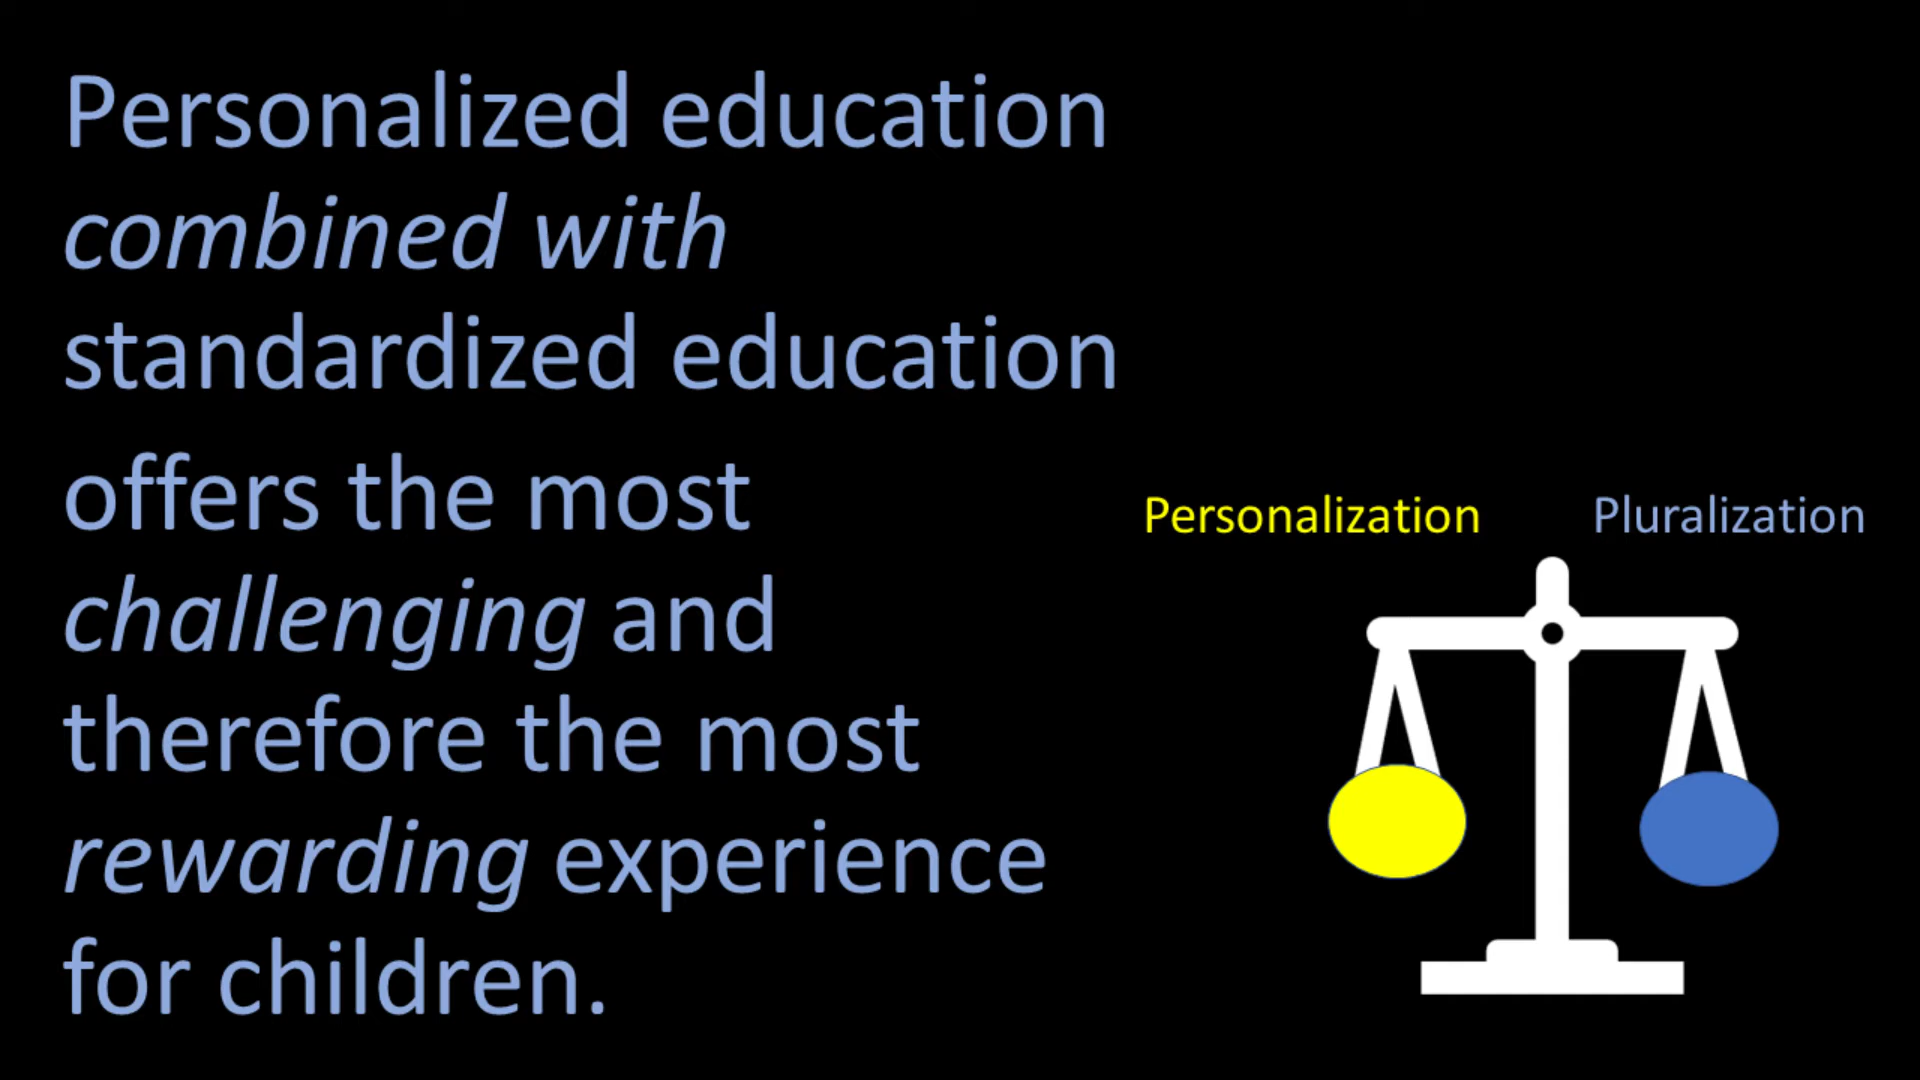 Personalized education
combined with
standardized education
offers the most
challenging and
therefore the most
rewarding experience
for children.
Personalization
Pluralization